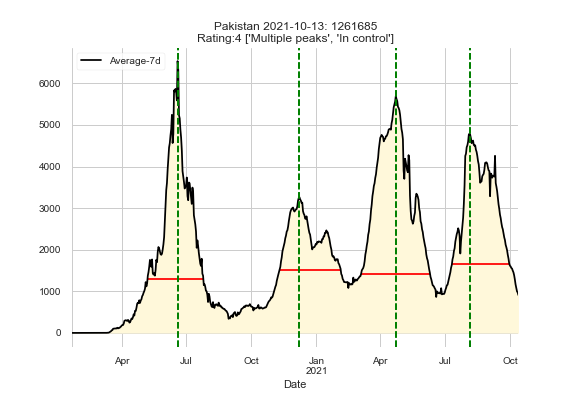 Pakistan 2021-10-13: 1261685
Rating:4 ['Multiple peaks', 'In control']
Average-7d
6000
5000
4000
3000
2000
1000
0
Apr Jul Oct Jan Apr Jul Oct
2021
Date